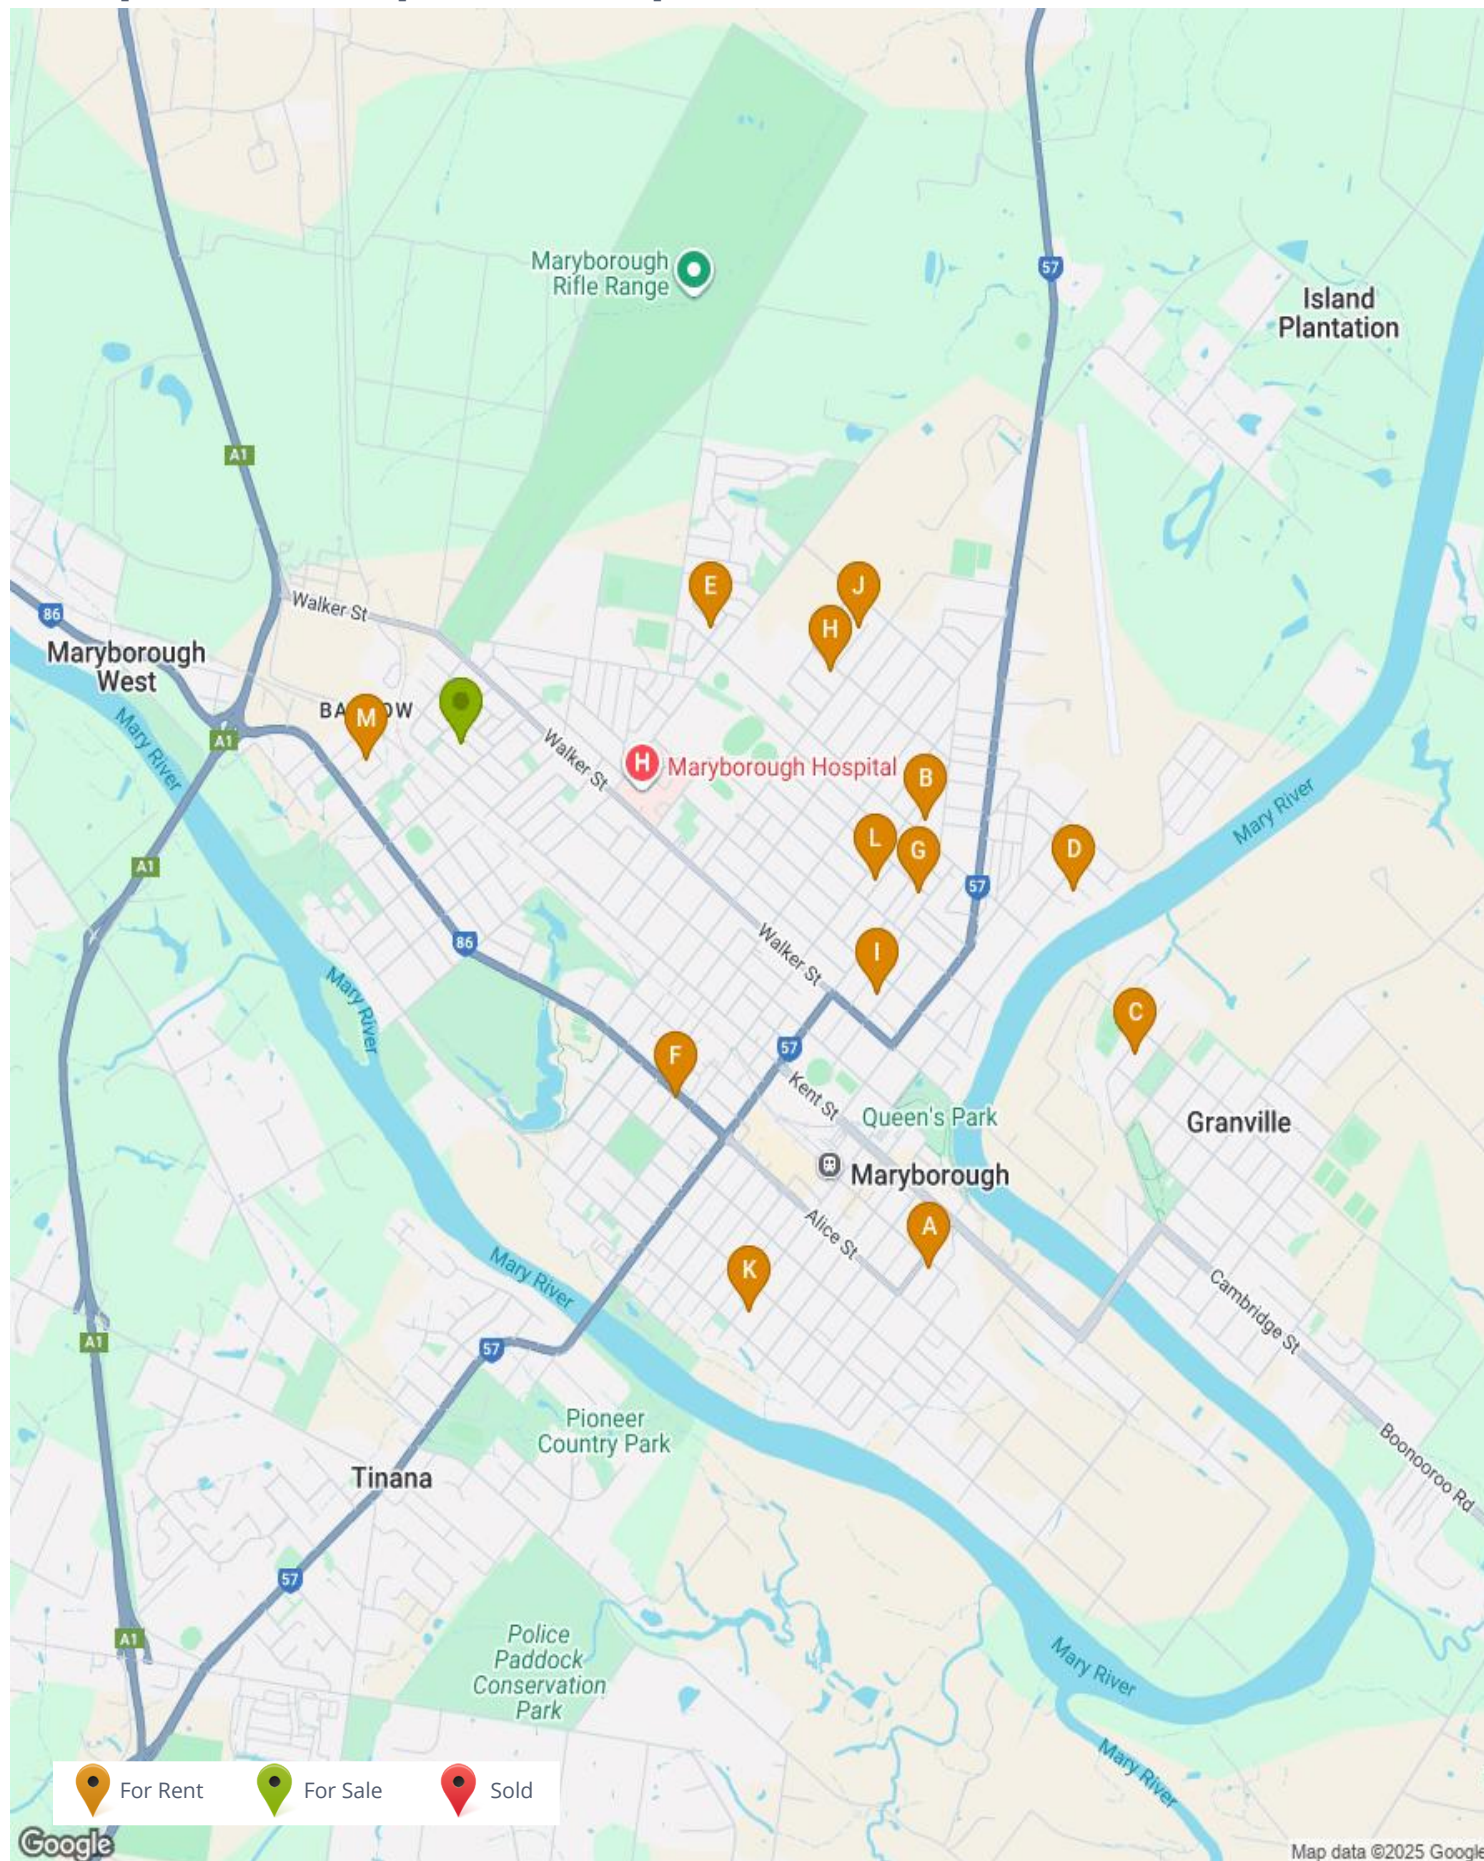 Maryborough
Rifle Range
57
Island
Plantation
A1
E
J
Walker St
86
H
Maryborough
West
BA
OW
M
Mary River
A1
Walker St
H
Maryborough Hospital
B
Mary River
L
G
D
A1
57
86
Walker St
I
Mary River
C
F
57
Kent St
Queen's Park
Granville
Maryborough
A
Alice St
K
Mary River
Cambridge St
A1
57
Pioneer
Country Park
Boonooroo Rd
Tinana
57
A1
Police
Paddock
Conservation
Park
Mary River
Mary River
For Rent
For Sale
Sold
Google
Map data ©2025 Google